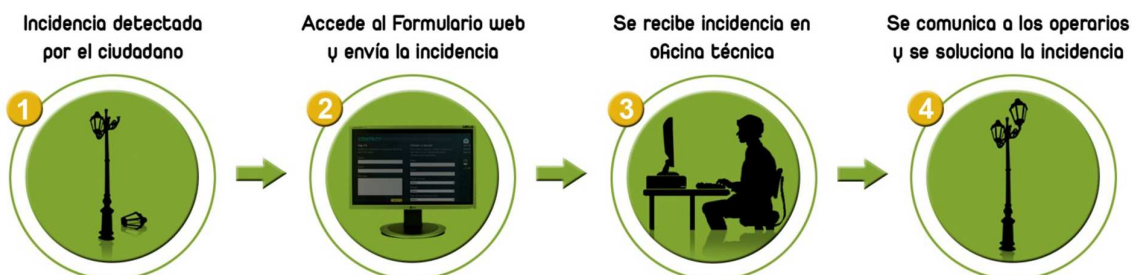 Incidencia detectada
por el ciudadano
Accede al Formulario web
y envía la incidencia
Se recibe incidencia en
oficina técnica
Se comunica a los operarios
y se soluciona la incidencia
1
2
3
4